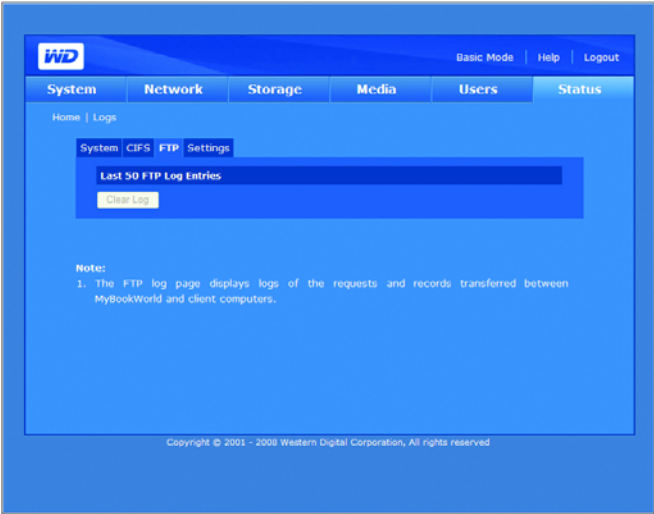 WD
Basic Mode | Help | Logout
System Network Storage Media Users Status
Home | Logs
System CIFS FTP Settings
Last 50 FTP Log Entries
Clear Log
Note:
1. The FTP log page displays logs of the requests and records transferred between
MyBookWorld and client computers.
Copyright © 2001 - 2008 Western Digital Corporation, All rights reserved